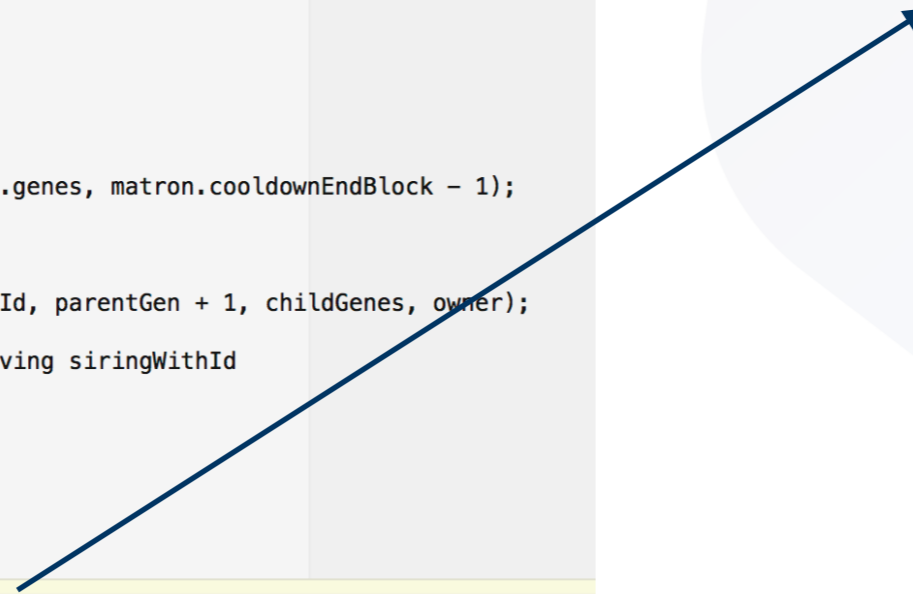 .genes, matron.cooldownEndBlock – 1);
Id, parentGen + 1, childGenes, owner);
ving siringWithId